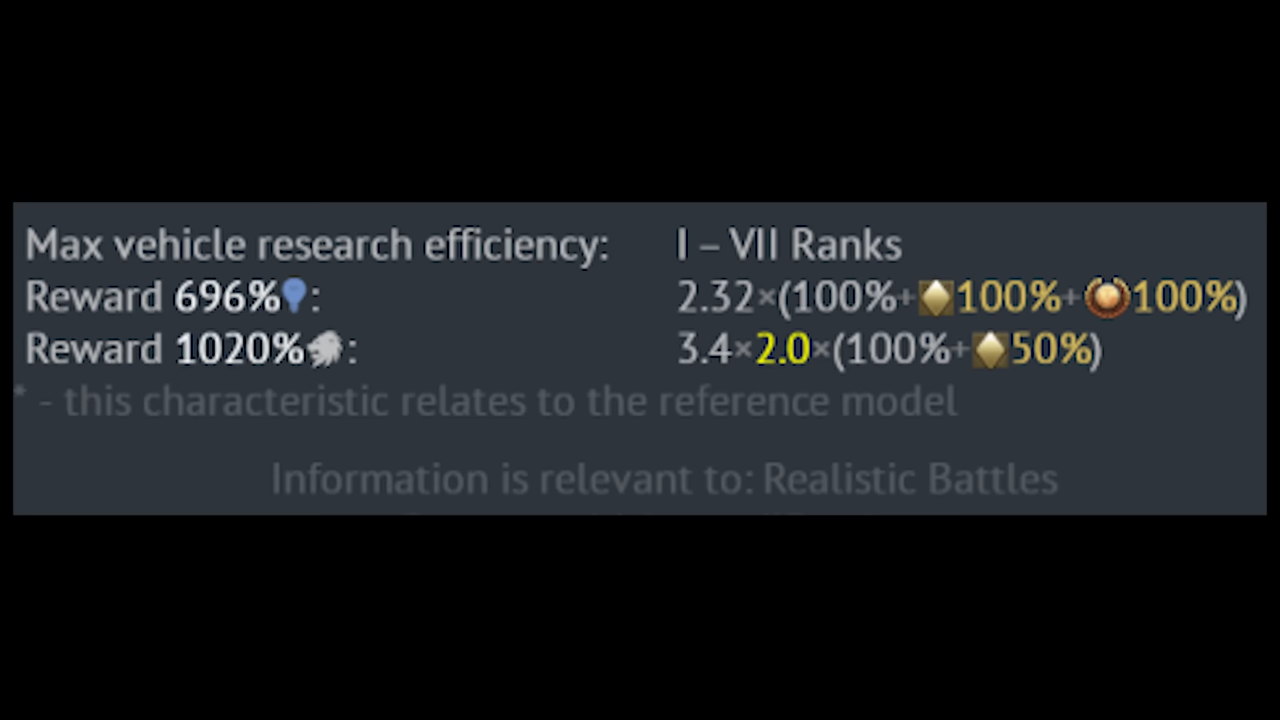 Max vehicle research efficiency: I – VII Ranks
Reward 696%: 2.32×(100%+100%+100%)
Reward 1020%: 3.4×2.0×(100%+50%)
* - this characteristic relates to the reference model
Information is relevant to: Realistic Battles